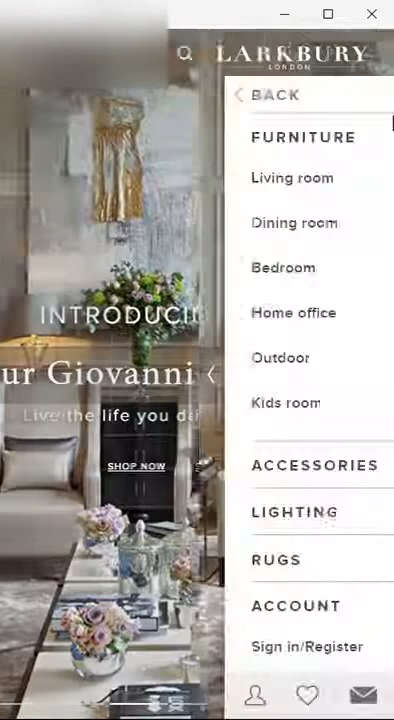 LARKBURY
LONDON
BACK
FURNITURE
Living room
Dining room
Bedroom
Home office
Outdoor
Kids room
ACCESSORIES
LIGHTING
RUGS
ACCOUNT
Sign in/Register
INTRODUCI
ur Giovanni
Live the life you
SHOP NOW